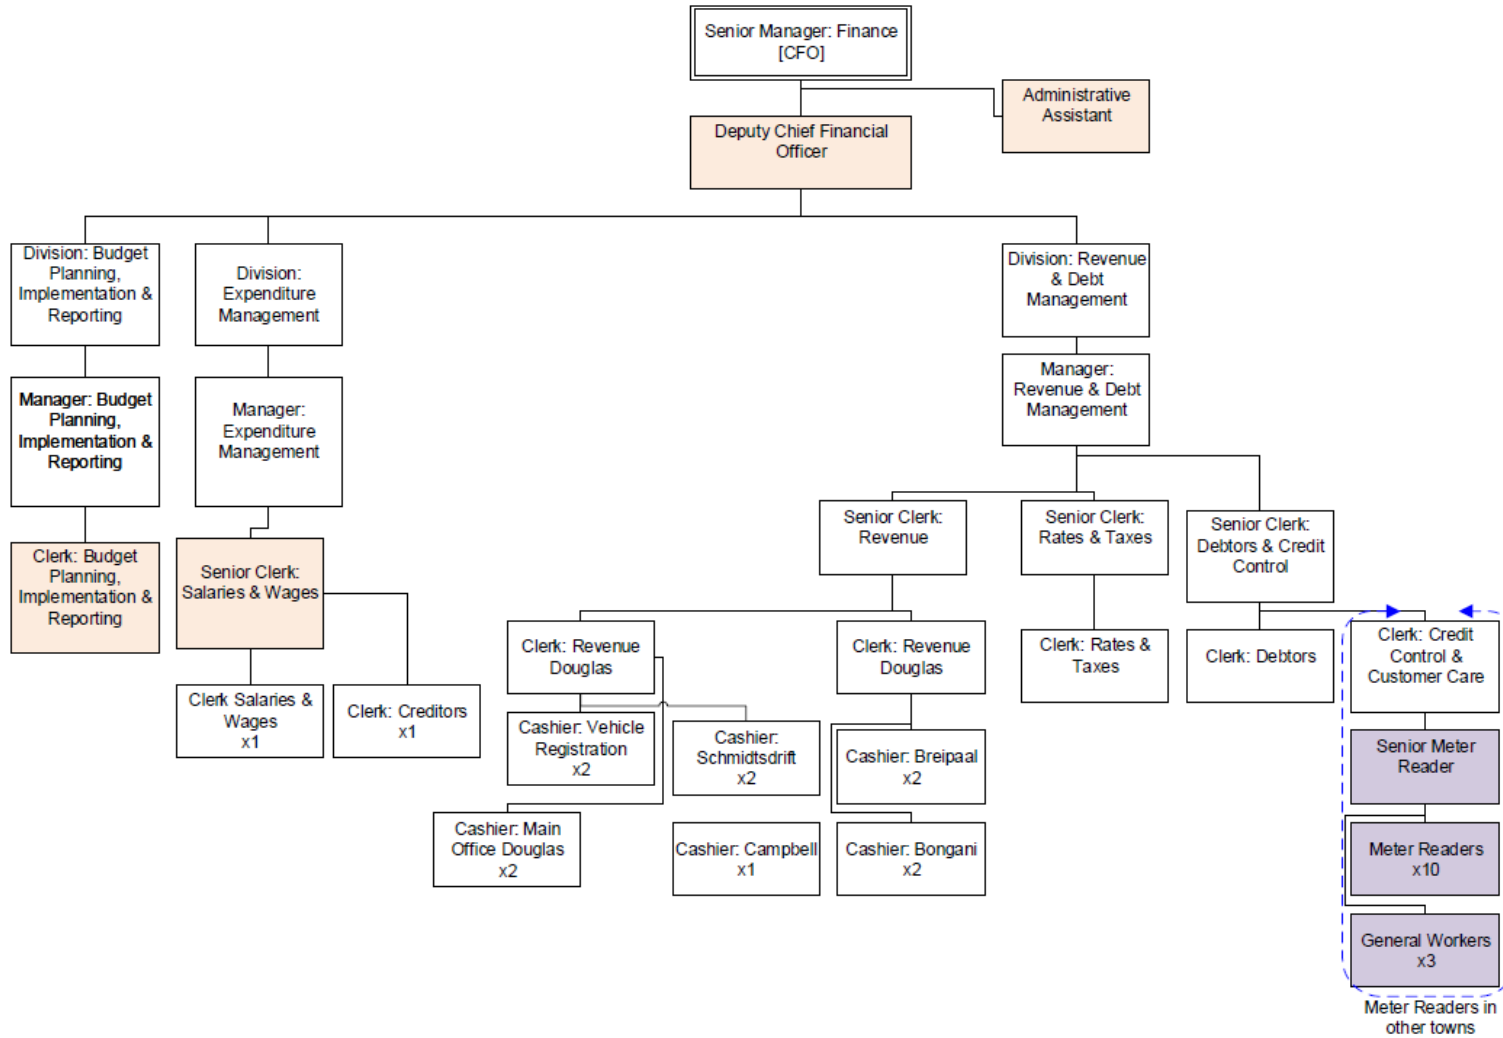 Senior Manager: Finance
[CFO]
Administrative
Assistant
Deputy Chief Financial
Officer
Division: Budget
Planning,
Implementation &
Reporting
Division:
Expenditure
Management
Division: Revenue
& Debt
Management
Manager: Budget
Planning,
Implementation &
Reporting
Manager:
Expenditure
Management
Manager:
Revenue & Debt
Management
Clerk: Budget
Planning,
Implementation &
Reporting
Senior Clerk:
Salaries & Wages
Senior Clerk:
Revenue
Senior Clerk:
Rates & Taxes
Senior Clerk:
Debtors & Credit
Control
Clerk Salaries &
Wages
x1
Clerk: Creditors
x1
Clerk: Revenue
Douglas
Clerk: Revenue
Douglas
Clerk: Rates &
Taxes
Clerk: Debtors
Clerk: Credit
Control &
Customer Care
Cashier: Vehicle
Registration
x2
Cashier:
Schmidtsdrift
x2
Cashier: Breipaal
x2
Senior Meter
Reader
Cashier: Main
Office Douglas
x2
Cashier: Campbell
x1
Cashier: Bongani
x2
Meter Readers
x10
General Workers
x3
Meter Readers in
other towns